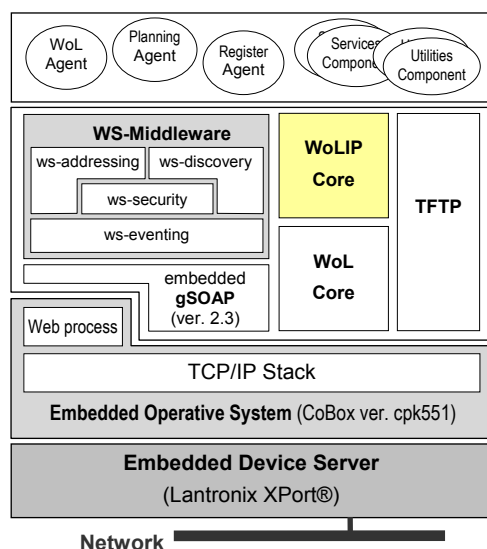 WoL
Agent
Planning
Agent
Register
Agent
Services
Component
Utilities
Component
WS-Middleware
ws-addressing
ws-discovery
ws-security
ws-eventing
WoLIP
Core
TFTP
embedded
gSOAP
(ver. 2.3)
WoL
Core
Web process
TCP/IP Stack
Embedded Operative System (CoBox ver. cpk551)
Embedded Device Server
(Lantronix XPort®)
Network